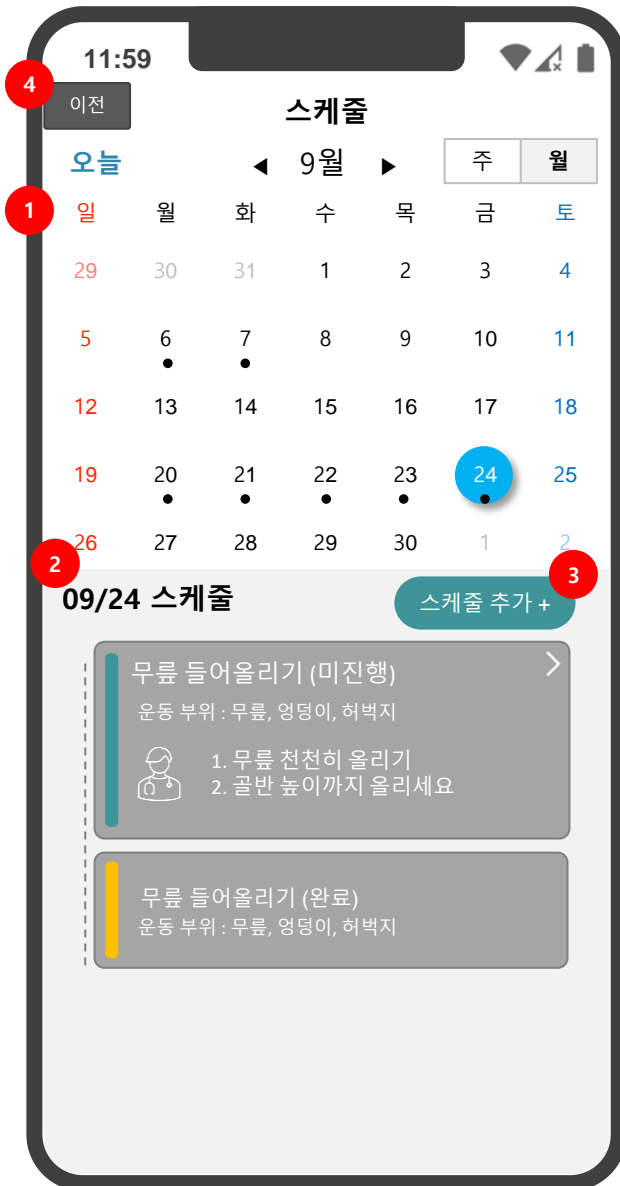 11:59
4
이전
스케줄
오늘
◀ 9월 ▶
주 월
1
일 월 화 수 목 금 토
29 30 31 1 2 3 4
5 6 7 8 9 10 11
12 13 14 15 16 17 18
19 20 21 22 23 24 25
26 27 28 29 30 1 2
2
3
09/24 스케줄
스케줄 추가 +
무릎 들어올리기 (미진행)
운동 부위 : 무릎, 엉덩이, 허벅지
1. 무릎 천천히 올리기
2. 골반 높이까지 올리세요
무릎 들어올리기 (완료)
운동 부위 : 무릎, 엉덩이, 허벅지